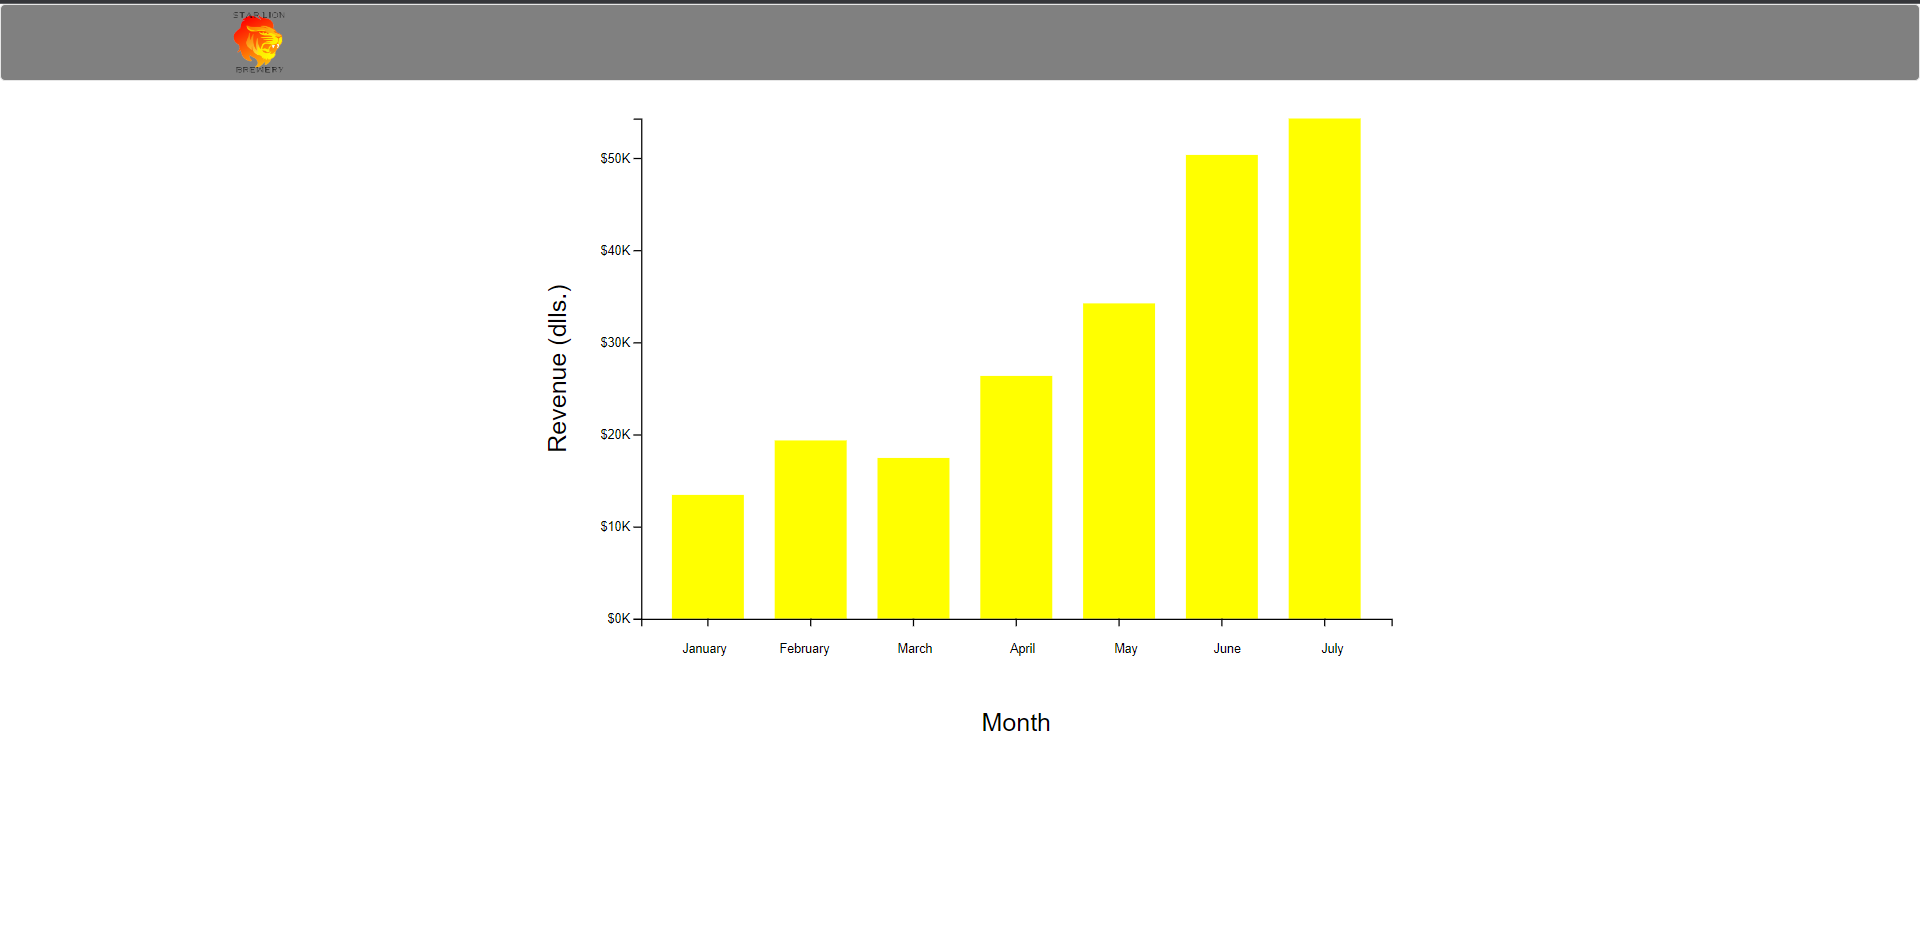 STAR LION
BREWERY
$50K
$40K
$30K
$20K
$10K
$0K
Revenue (dlls.)
January February March April May June July
Month